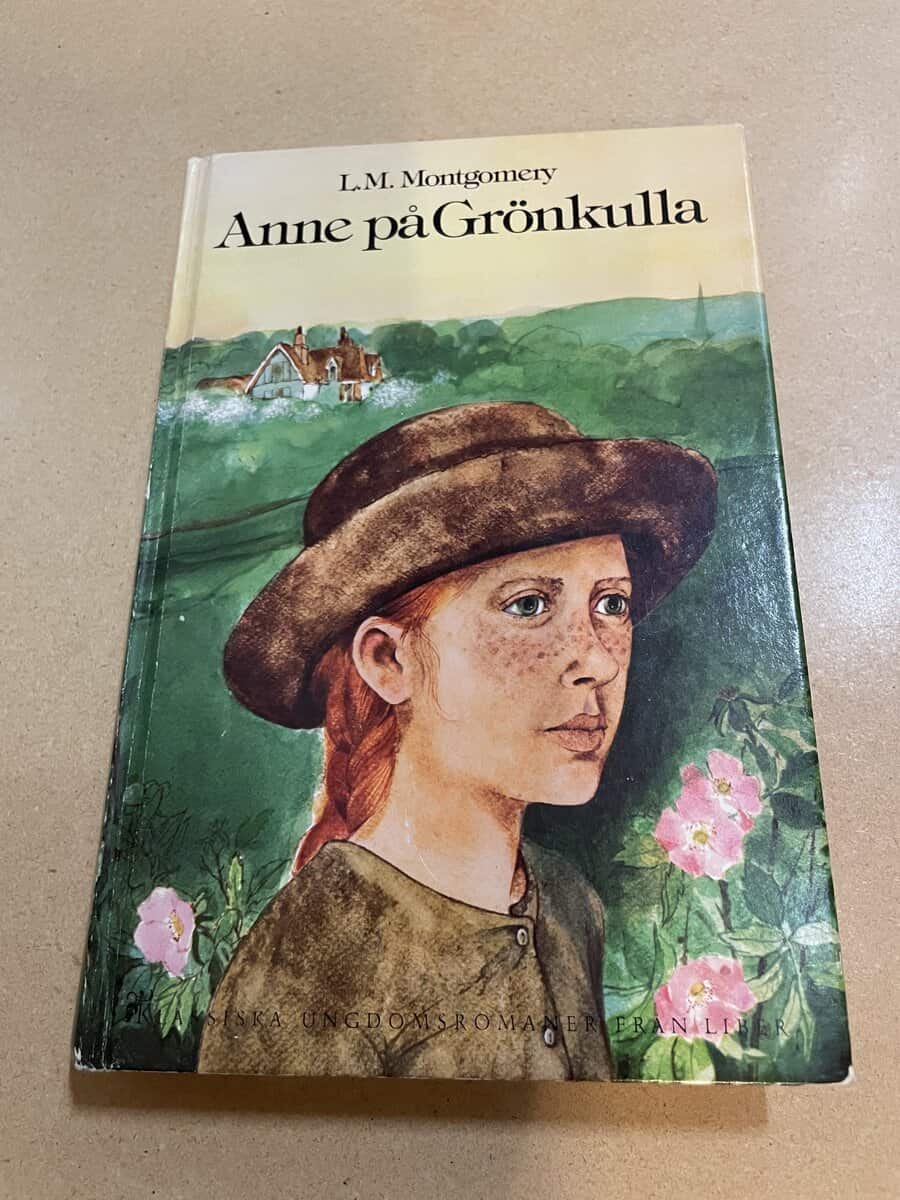 L.M. Montgomery
Anne på Grönkulla
KLASSISKA UNGDOMSROMANER FRÅN LIBER